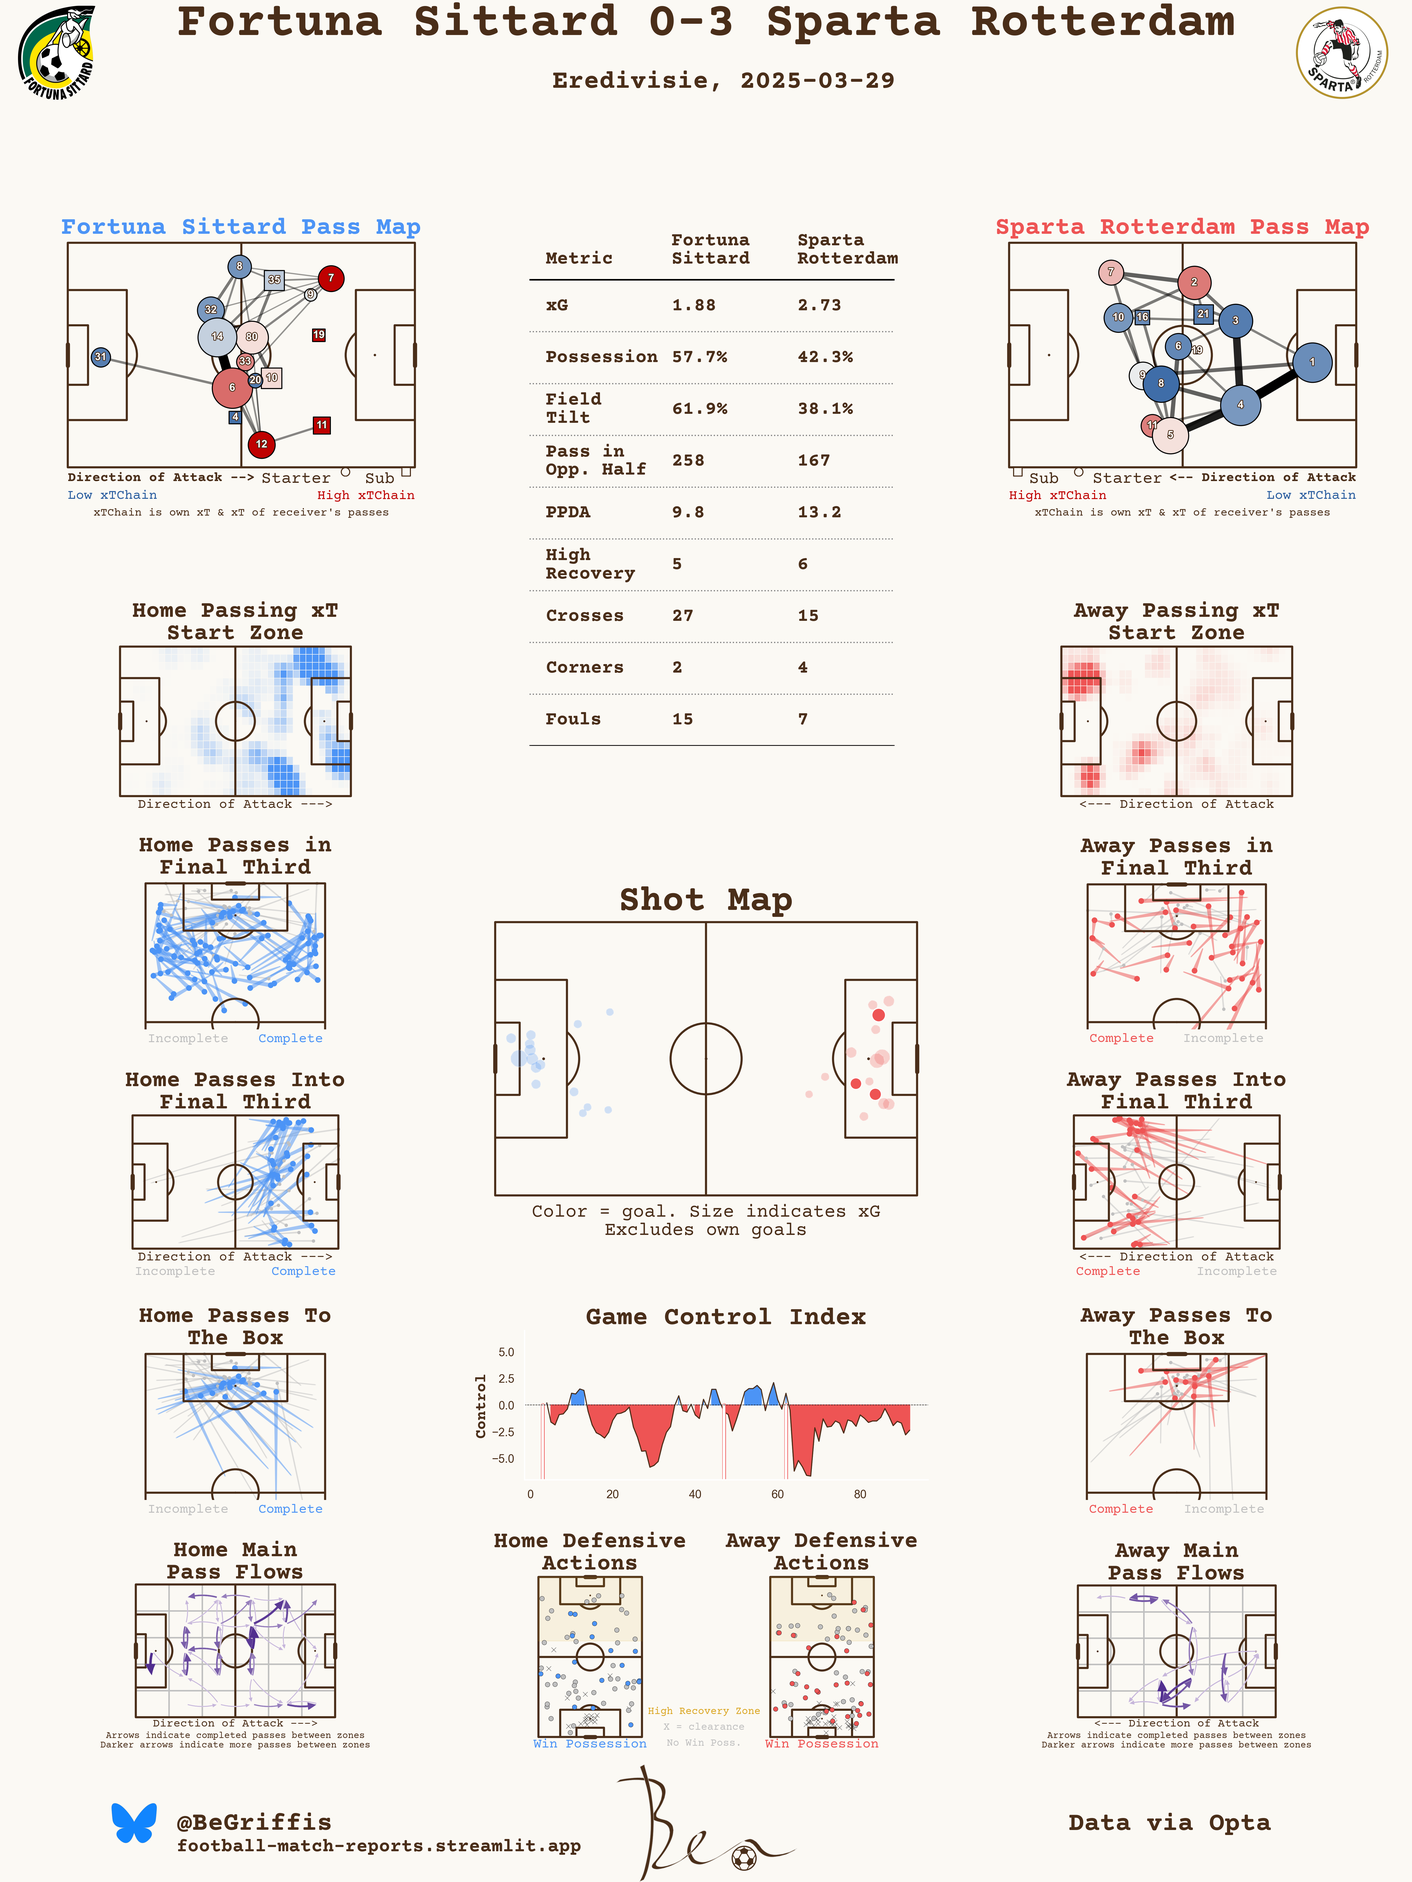 Fortuna Sittard 0-3 Sparta Rotterdam
Eredivisie, 2025-03-29
FORTUNA SITTARD
SPARTA
ROTTERDAM
Fortuna Sittard Pass Map
8
35
7
9
32
14
80
19
33
31
20
10
6
4
11
12
Direction of Attack --> Starter Sub
Low xTChain High xTChain
xTChain is own xT & xT of receiver's passes
Metric Fortuna Sittard Sparta Rotterdam
xG 1.88 2.73
Possession 57.7% 42.3%
Field Tilt 61.9% 38.1%
Pass in Opp. Half 258 167
PPDA 9.8 13.2
High Recovery 5 6
Crosses 27 15
Corners 2 4
Fouls 15 7
Sparta Rotterdam Pass Map
7
2
10
16
21
3
6
19
1
9
8
4
11
5
Sub Starter <-- Direction of Attack
High xTChain Low xTChain
xTChain is own xT & xT of receiver's passes
Home Passing xT
Start Zone
Direction of Attack --->
Away Passing xT
Start Zone
<--- Direction of Attack
Home Passes in
Final Third
Incomplete Complete
Away Passes in
Final Third
Complete Incomplete
Shot Map
Color = goal. Size indicates xG
Excludes own goals
Home Passes Into
Final Third
Direction of Attack --->
Incomplete Complete
Away Passes Into
Final Third
<--- Direction of Attack
Complete Incomplete
Home Passes To
The Box
Incomplete Complete
Game Control Index
Control
5.0
2.5
0.0
−2.5
−5.0
0 20 40 60 80
Away Passes To
The Box
Complete Incomplete
Home Main
Pass Flows
Direction of Attack --->
Arrows indicate completed passes between zones
Darker arrows indicate more passes between zones
Home Defensive
Actions
Win Possession
High Recovery Zone
X = clearance
No Win Poss.
Away Defensive
Actions
Win Possession
Away Main
Pass Flows
<--- Direction of Attack
Arrows indicate completed passes between zones
Darker arrows indicate more passes between zones
@BeGriffis
football-match-reports.streamlit.app
Ben
Data via Opta